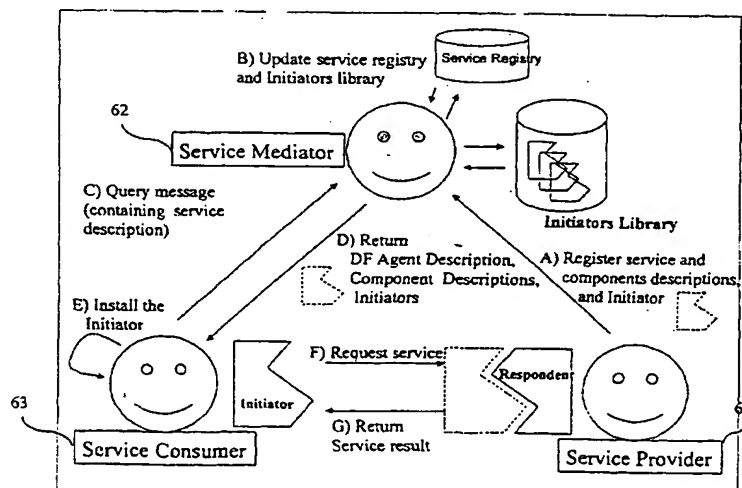 B) Update service registry
and Initiators library
Service Registry
62
Service Mediator
C) Query message
(containing service
description)
Initiators Library
D) Return
DF Agent Description,
Component Descriptions,
Initiators
A) Register service and
components descriptions,
and Initiator
E) Install the
Initiator
F) Request service
Respondent
Initiator
G) Return
Service result
63
Service Consumer
Service Provider